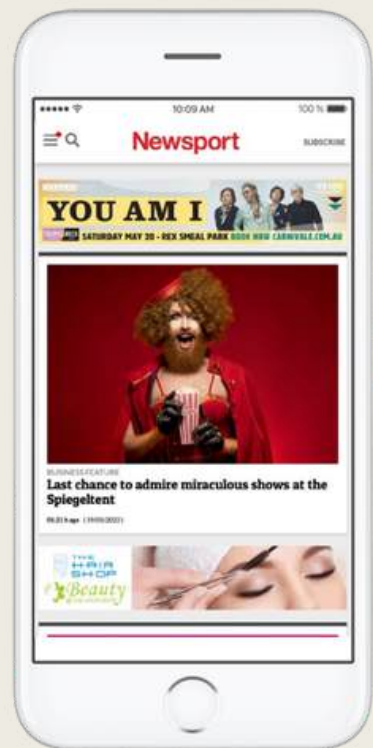 10:09 AM
100 %
Newsport
SUBSCRIBE
YOU AM I
SATURDAY MAY 20 - REX SMEAL PARK BOOK NOW CARNIVALE.COM.AU
BUSINESS FEATURE
Last chance to admire miraculous shows at the
Spiegeltent
THE
HAIR
SHOP
Beauty